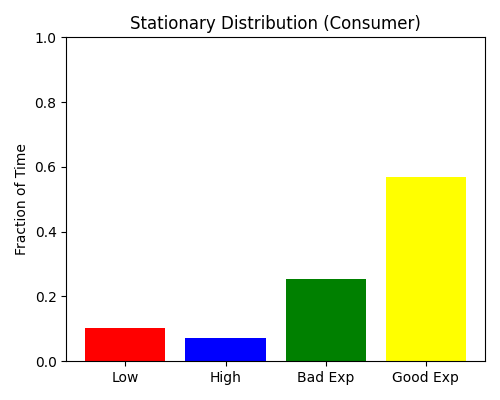 Stationary Distribution (Consumer)
1.0
0.8
0.6
0.4
0.2
0.0
Fraction of Time
Low High Bad Exp Good Exp